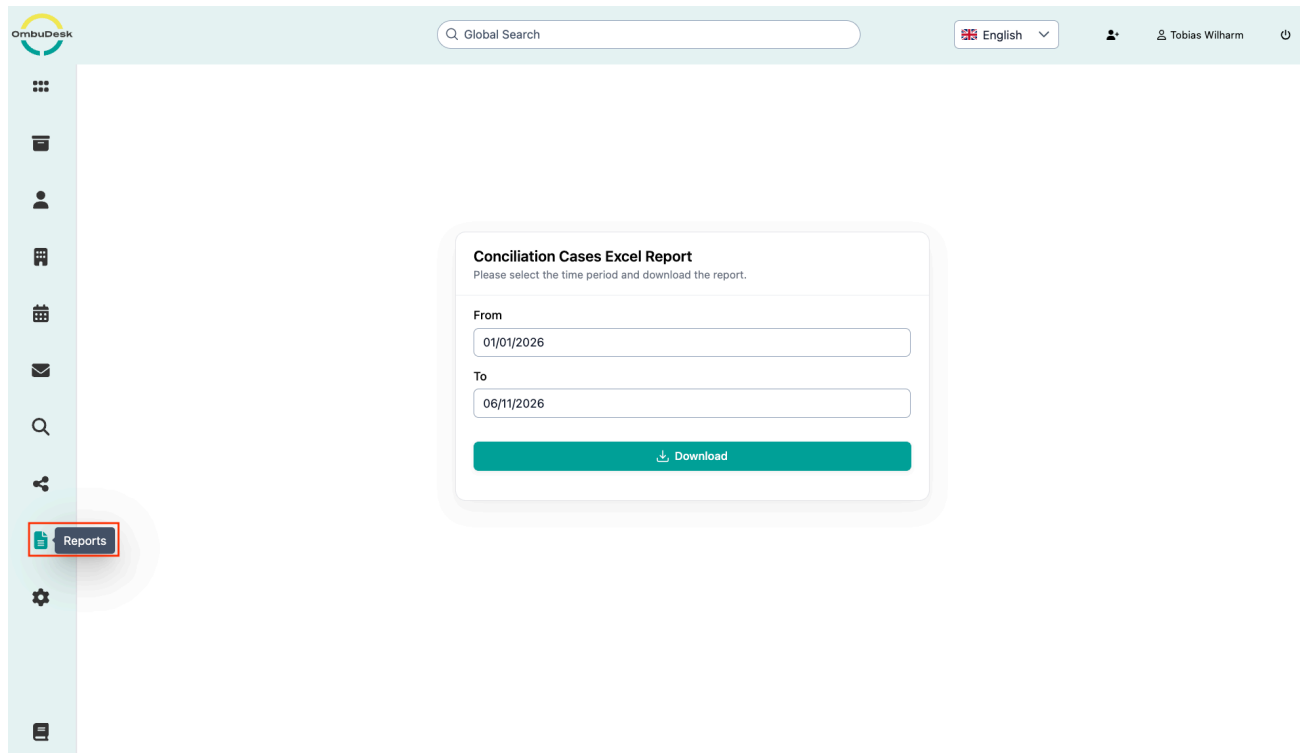 OmbuDesk
Global Search
English
Tobias Wilharm
Conciliation Cases Excel Report
Please select the time period and download the report.
From
01/01/2026
To
06/11/2026
Download
Reports